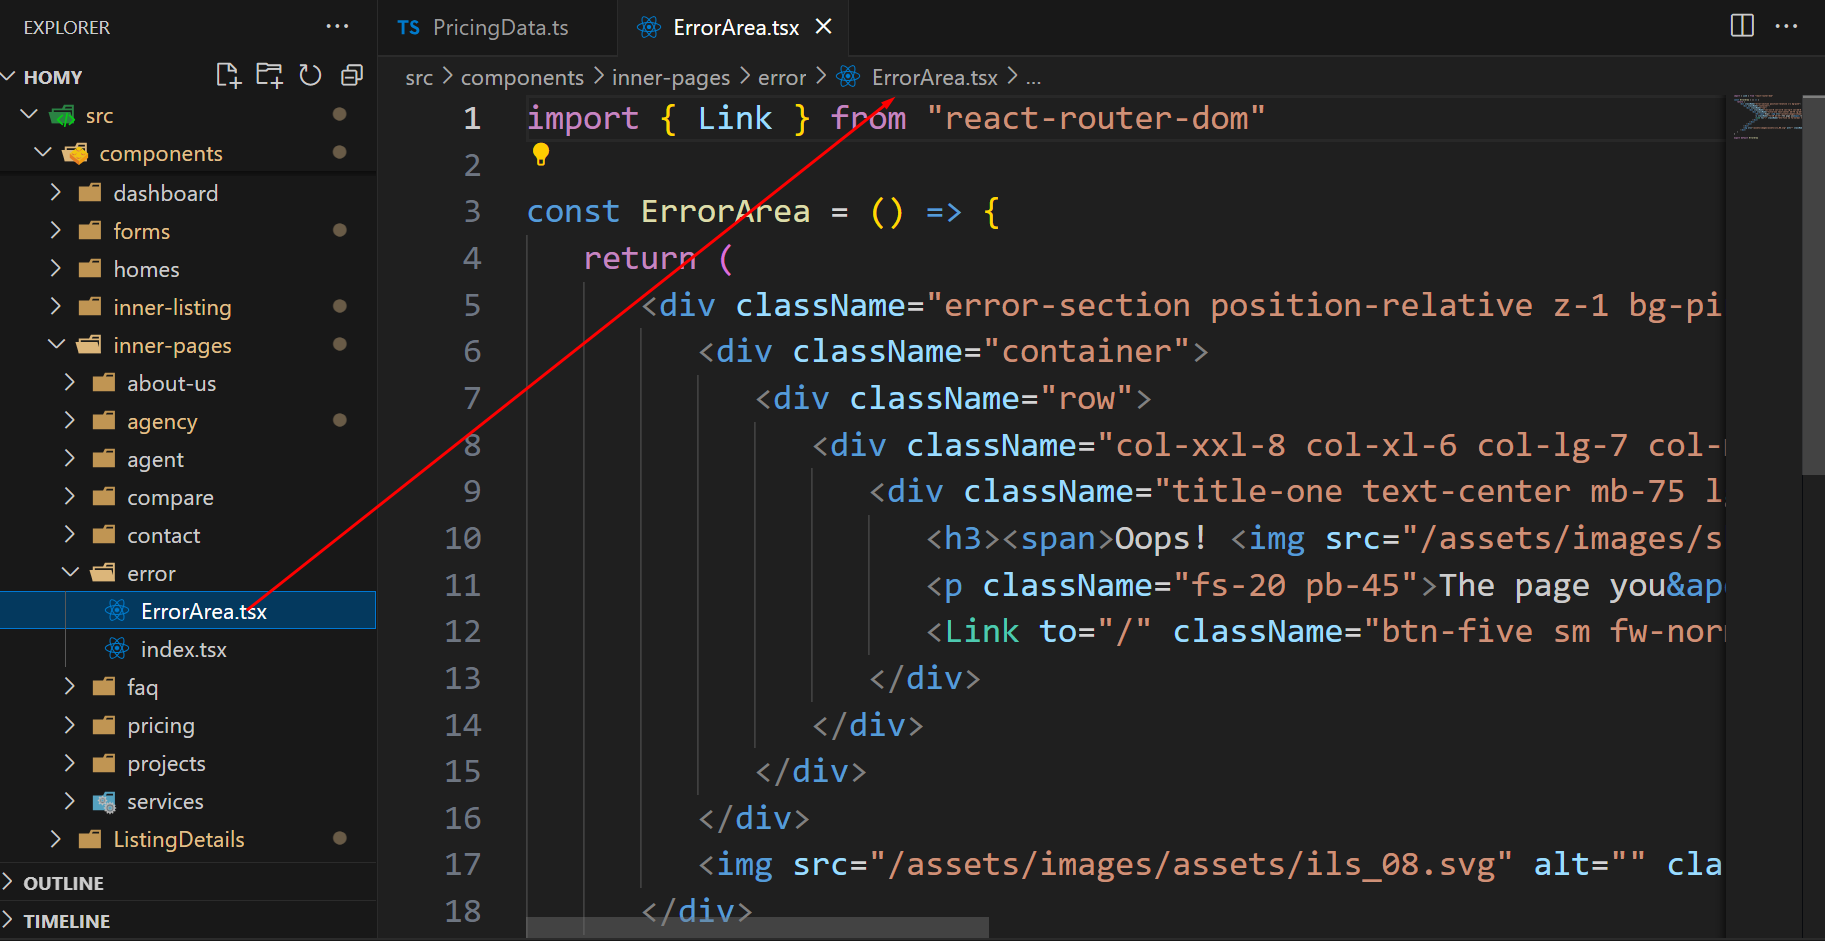 EXPLORER
HOMY
src
components
dashboard
forms
homes
inner-listing
inner-pages
about-us
agency
agent
compare
contact
error
ErrorArea.tsx
index.tsx
faq
pricing
projects
services
ListingDetails
OUTLINE
TIMELINE
TS PricingData.ts
ErrorArea.tsx
src > components > inner-pages > error > ErrorArea.tsx > ...
1 import { Link } from "react-router-dom"
2
3 const ErrorArea = () => {
4 return (
5 <div className="error-section position-relative z-1 bg-pi
6 <div className="container">
7 <div className="row">
8 <div className="col-xxl-8 col-xl-6 col-lg-7 col-
9 <div className="title-one text-center mb-75 l
10 <h3><span>Oops! <img src="/assets/images/s
11 <p className="fs-20 pb-45">The page you&ap
12 <Link to="/" className="btn-five sm fw-nor
13 </div>
14 </div>
15 </div>
16 </div>
17 <img src="/assets/images/assets/ils_08.svg" alt="" cla
18 </div>